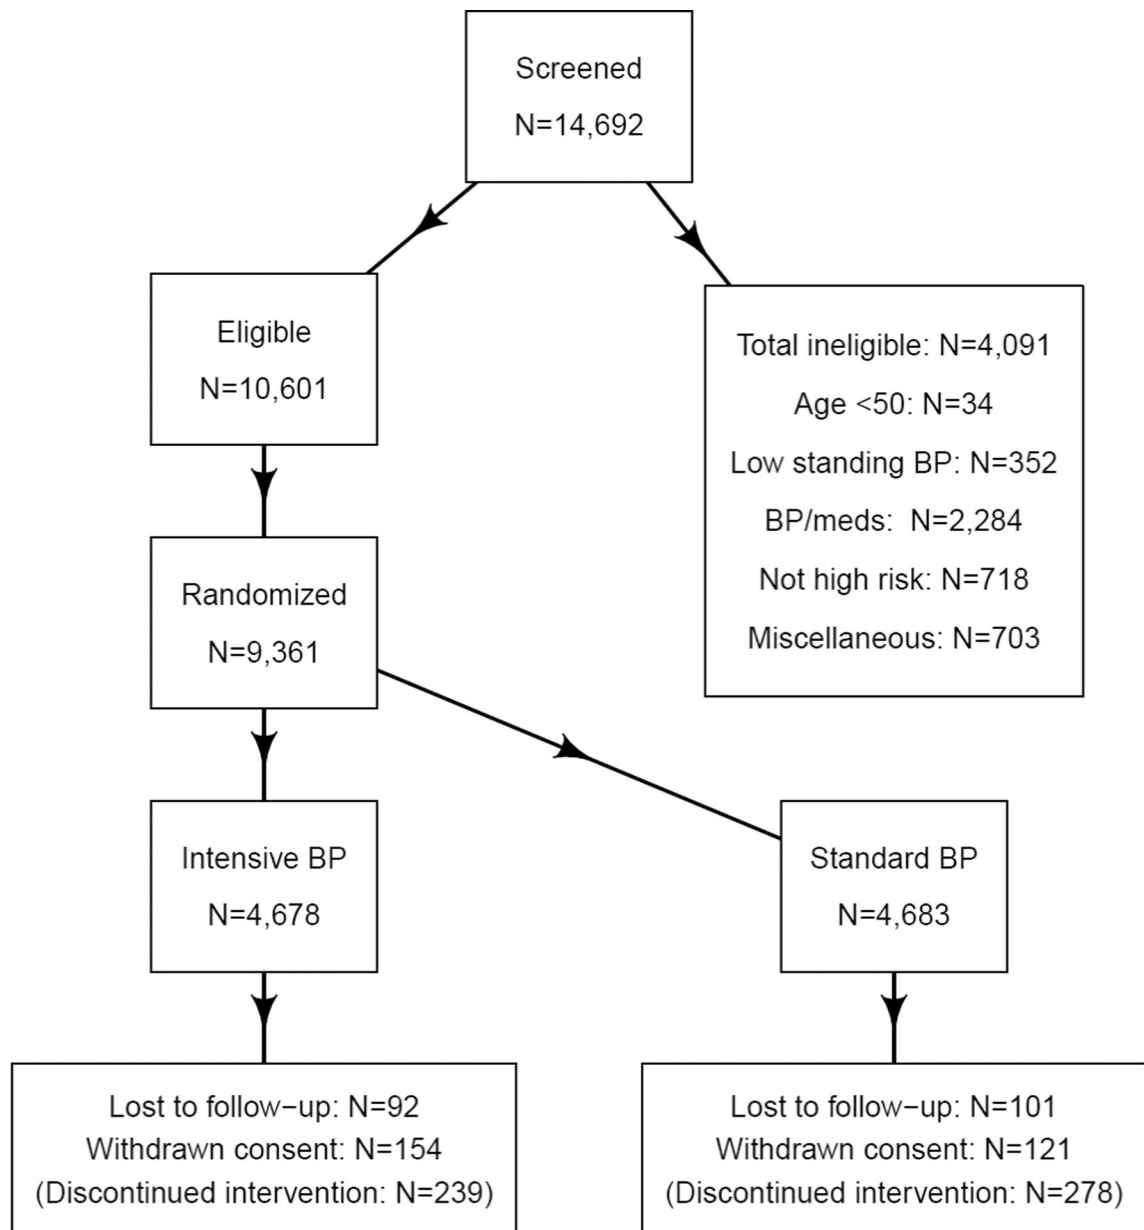 Screened
N=14,692
Eligible
N=10,601
Total ineligible: N=4,091
Age <50: N=34
Low standing BP: N=352
BP/meds:  N=2,284
Not high risk: N=718
Miscellaneous: N=703
Randomized
N=9,361
Intensive BP
N=4,678
Standard BP
N=4,683
Lost to follow−up: N=92
Withdrawn consent: N=154
(Discontinued intervention: N=239)
Lost to follow−up: N=101
Withdrawn consent: N=121
(Discontinued intervention: N=278)